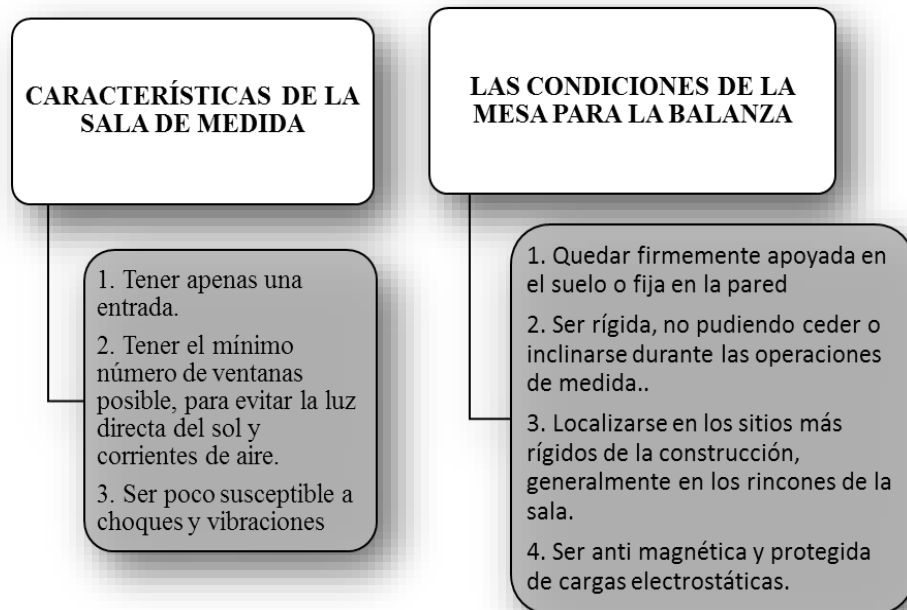 CARACTERÍSTICAS DE LA
SALA DE MEDIDA
1. Tener apenas una
entrada.
2. Tener el mínimo
número de ventanas
posible, para evitar la luz
directa del sol y
corrientes de aire.
3. Ser poco susceptible a
choques y vibraciones
LAS CONDICIONES DE LA
MESA PARA LA BALANZA
1. Quedar firmemente apoyada en
el suelo o fija en la pared
2. Ser rígida, no pudiendo ceder o
inclinarse durante las operaciones
de medida..
3. Localizarse en los sitios más
rígidos de la construcción,
generalmente en los rincones de la
sala.
4. Ser anti magnética y protegida
de cargas electrostáticas.